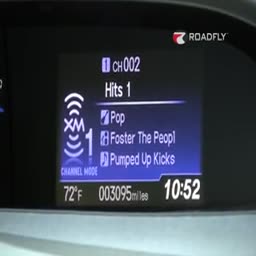 ROADFLY
1 CH002
Hits 1
Pop
XM
1
Foster The Peopl
Pumped Up Kicks
CHANNEL MODE
72°F 003095miles 10:52